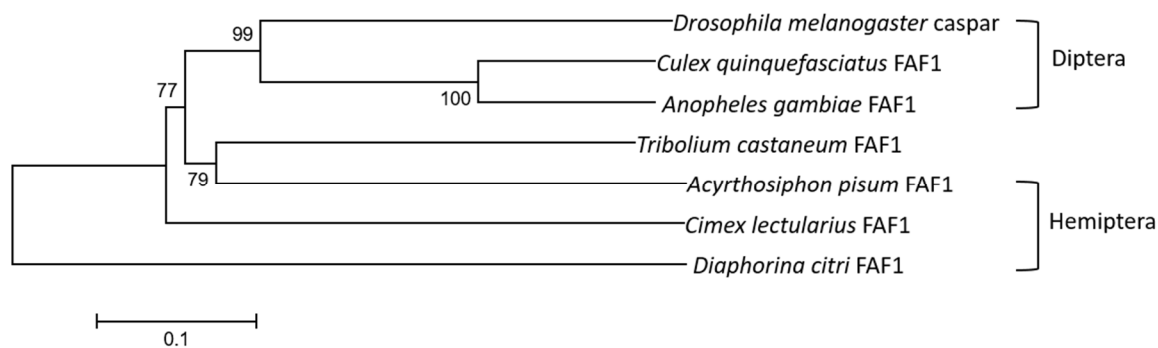 Drosophila melanogaster caspar
99
Culex quinquefasciatus FAF1
Diptera
77
100
Anopheles gambiae FAF1
Tribolium castaneum FAF1
79
Acyrthosiphon pisum FAF1
Cimex lectularius FAF1
Hemiptera
Diaphorina citri FAF1
0.1